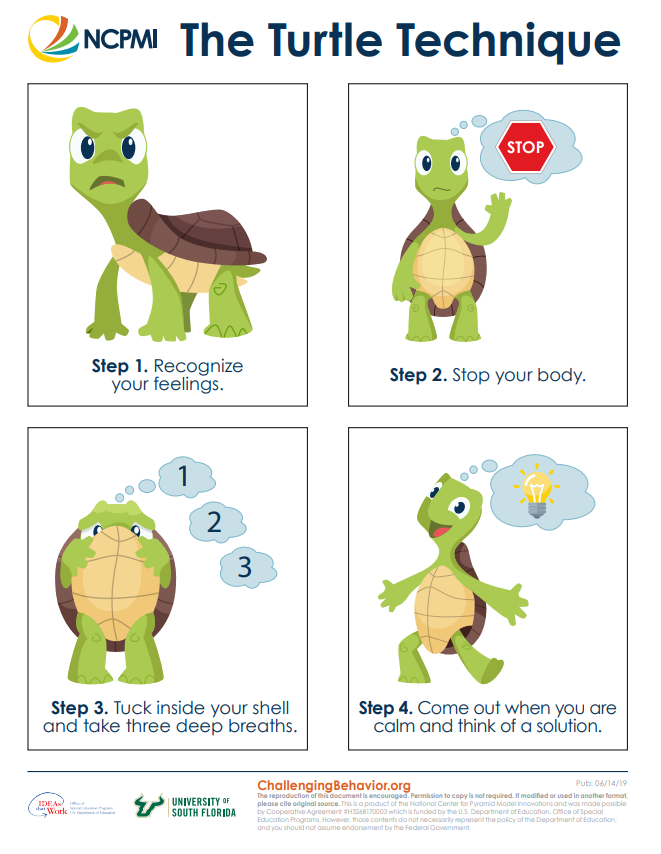 NCPMI
The Turtle Technique
STOP
Step 1. Recognize
your feelings.
Step 2. Stop your body.
1
2
3
Step 3. Tuck inside your shell
and take three deep breaths.
Step 4. Come out when you are
calm and think of a solution.
IDEAs
that Work
Office of
Special Education Programs
U.S. Department of Education
UNIVERSITY OF
SOUTH FLORIDA
ChallengingBehavior.org
Pub: 06/14/19
The reproduction of this document is encouraged. Permission to copy is not required. If modified or used in another format,
please cite original source. This is a product of the National Center for Pyramid Model Innovations and was made possible
by Cooperative Agreement #H326B170003 which is funded by the U.S. Department of Education, Office of Special
Education Programs. However, those contents do not necessarily represent the policy of the Department of Education,
and you should not assume endorsement by the Federal Government.